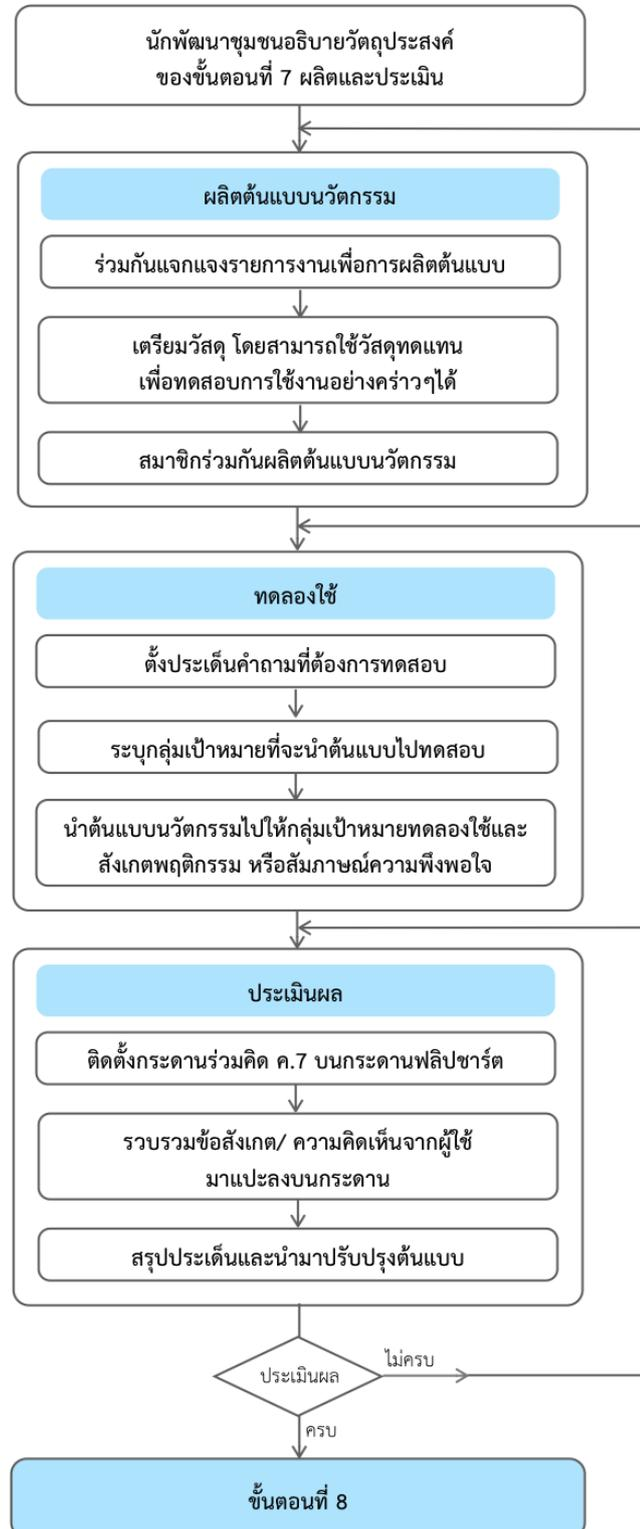 นักพัฒนาชุมชนอธิบายวัตถุประสงค์
ของขั้นตอนที่ 7 ผลิตและประเมิน
ผลิตต้นแบบนวัตกรรม
ร่วมกันแจกแจงรายการงานเพื่อการผลิตต้นแบบ
เตรียมวัสดุ โดยสามารถใช้วัสดุทดแทน
เพื่อทดสอบการใช้งานอย่างคร่าวๆได้
สมาชิกร่วมกันผลิตต้นแบบนวัตกรรม
ทดลองใช้
ตั้งประเด็นคำถามที่ต้องการทดสอบ
ระบุกลุ่มเป้าหมายที่จะนำต้นแบบไปทดสอบ
นำต้นแบบนวัตกรรมไปให้กลุ่มเป้าหมายทดลองใช้และ
สังเกตพฤติกรรม หรือสัมภาษณ์ความพึงพอใจ
ประเมินผล
ติดตั้งกระดานร่วมคิด ค.7 บนกระดานฟลิปชาร์ต
รวบรวมข้อสังเกต/ ความคิดเห็นจากผู้ใช้
มาแปะลงบนกระดาน
สรุปประเด็นและนำมาปรับปรุงต้นแบบ
ประเมินผล
ไม่ครบ
ครบ
ขั้นตอนที่ 8